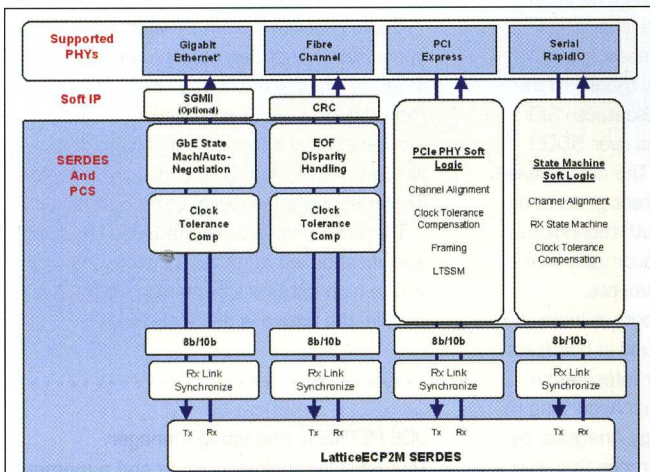 Supported
PHYs
Gigabit
Ethernet*
Fibre
Channel
PCI
Express
Serial
RapidIO
Soft IP
SGMII
(Optional)
CRC
SERDES
And
PCS
GbE State
Mach/Auto-
Negotiation
EOF
Disparity
Handling
Clock
Tolerance
Comp
Clock
Tolerance
Comp
PCIe PHY Soft
Logic
Channel Alignment
Clock Tolerance
Compensation
Framing
LTSSM
State Machine
Soft Logic
Channel Alignment
RX State Machine
Clock Tolerance
Compensation
8b/10b
8b/10b
8b/10b
8b/10b
Rx Link
Synchronize
Rx Link
Synchronize
Rx Link
Synchronize
Rx Link
Synchronize
Tx Rx
Tx Rx
Tx Rx
Tx Rx
LatticeECP2M SERDES